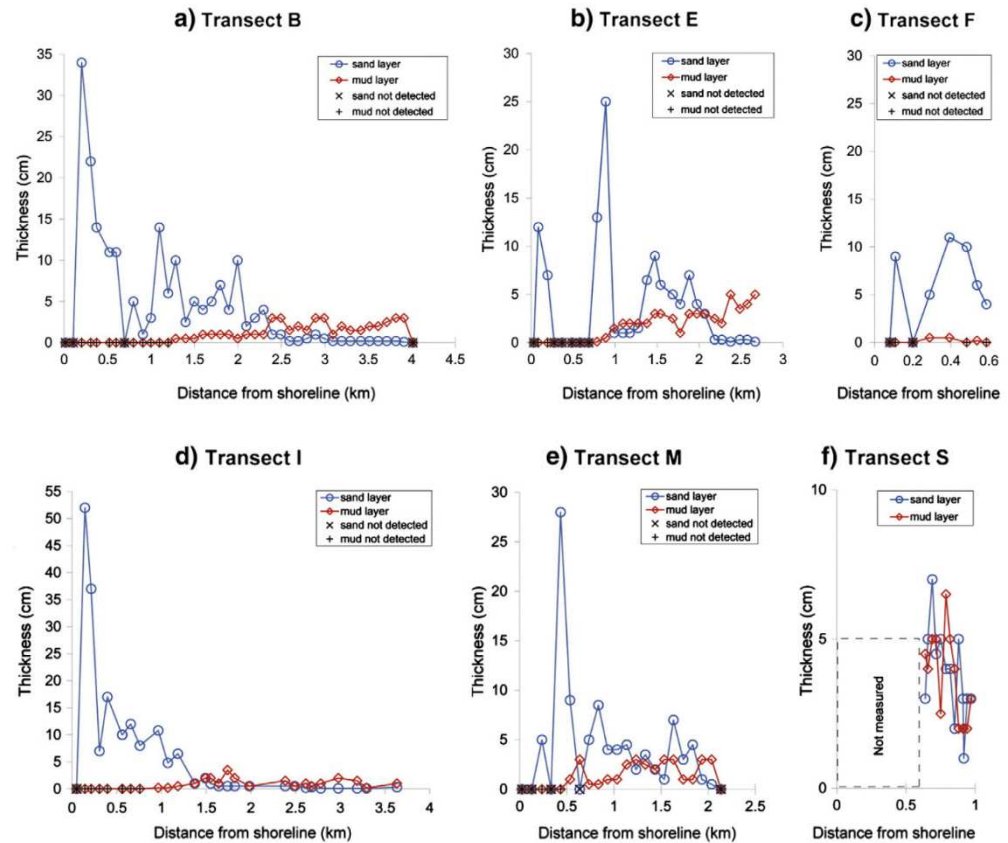 a) Transect B
35
30
25
20
15
10
5
0
Thickness (cm)
sand layer
mud layer
sand not detected
mud not detected
0 0.5 1 1.5 2 2.5 3 3.5 4 4.5
Distance from shoreline (km)
b) Transect E
30
25
20
15
10
5
0
Thickness (cm)
sand layer
mud layer
sand not detected
mud not detected
0 0.5 1 1.5 2 2.5 3
Distance from shoreline (km)
c) Transect F
30
25
20
15
10
5
0
Thickness (cm)
sand layer
mud layer
sand not detected
mud not detected
0 0.2 0.4 0.6
Distance from shoreline
d) Transect I
55
50
45
40
35
30
25
20
15
10
5
0
Thickness (cm)
sand layer
mud layer
sand not detected
mud not detected
0 0.5 1 1.5 2 2.5 3 3.5 4
Distance from shoreline (km)
e) Transect M
30
25
20
15
10
5
0
Thickness (cm)
sand layer
mud layer
sand not detected
mud not detected
0 0.5 1 1.5 2 2.5
Distance from shoreline (km)
f) Transect S
10
5
0
Thickness (cm)
sand layer
mud layer
Not measured
0 0.5 1
Distance from shoreline